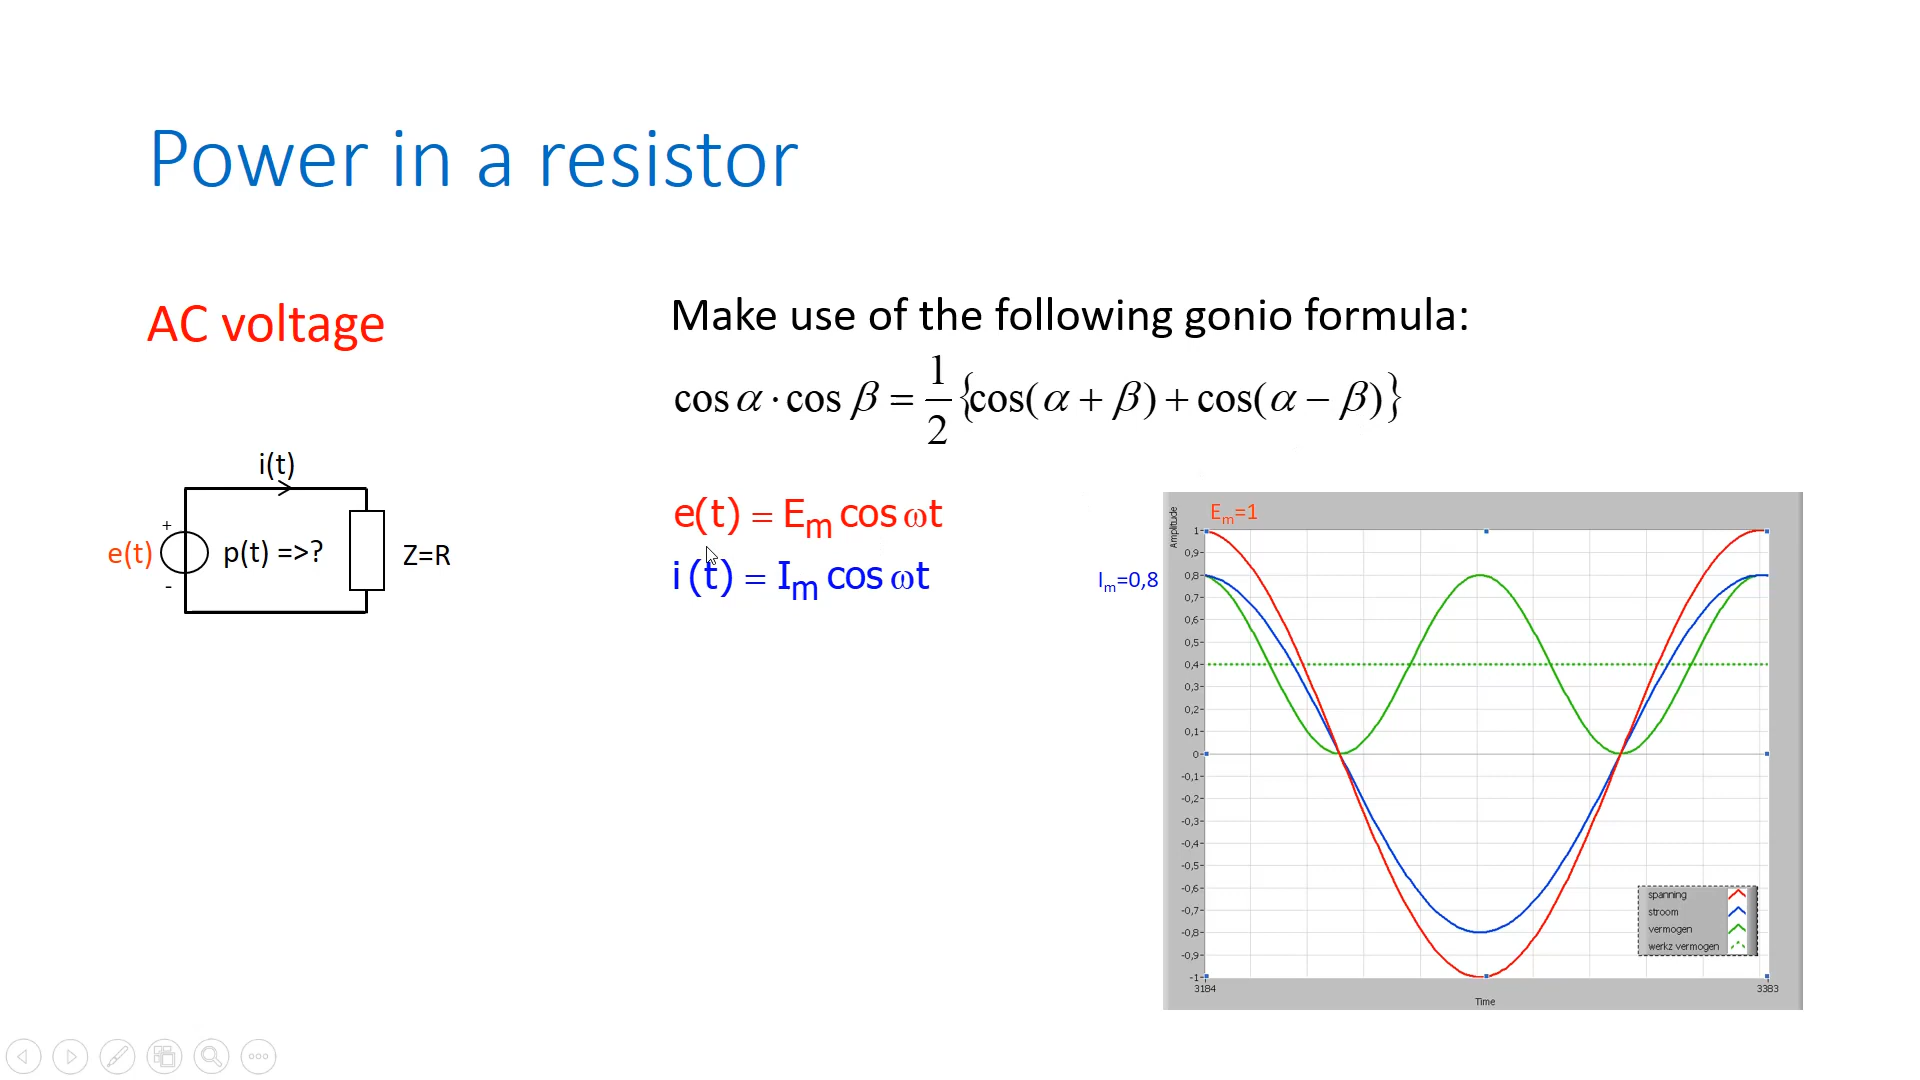 Power in a resistor
AC voltage
Make use of the following gonio formula:
cos α · cos β = 1/2 {cos(α + β) + cos(α − β)}
i(t)
+
e(t)
-
p(t) =>?
Z=R
e(t) = Em cos ωt
i(t) = Im cos ωt
Em=1
Im=0,8
Amplitude
1
0,9
0,8
0,7
0,6
0,5
0,4
0,3
0,2
0,1
0
-0,1
-0,2
-0,3
-0,4
-0,5
-0,6
-0,7
-0,8
-0,9
-1
spanning
stroom
vermogen
werkz vermogen
3184
3383
Time